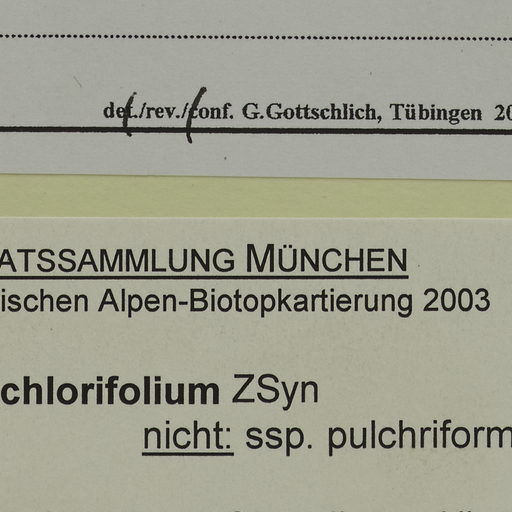 det./rev./conf. G.Gottschlich, Tübingen 20
ATSSAMMLUNG MÜNCHEN
ischen Alpen-Biotopkartierung 2003
chlorifolium ZSyn
nicht: ssp. pulchriform